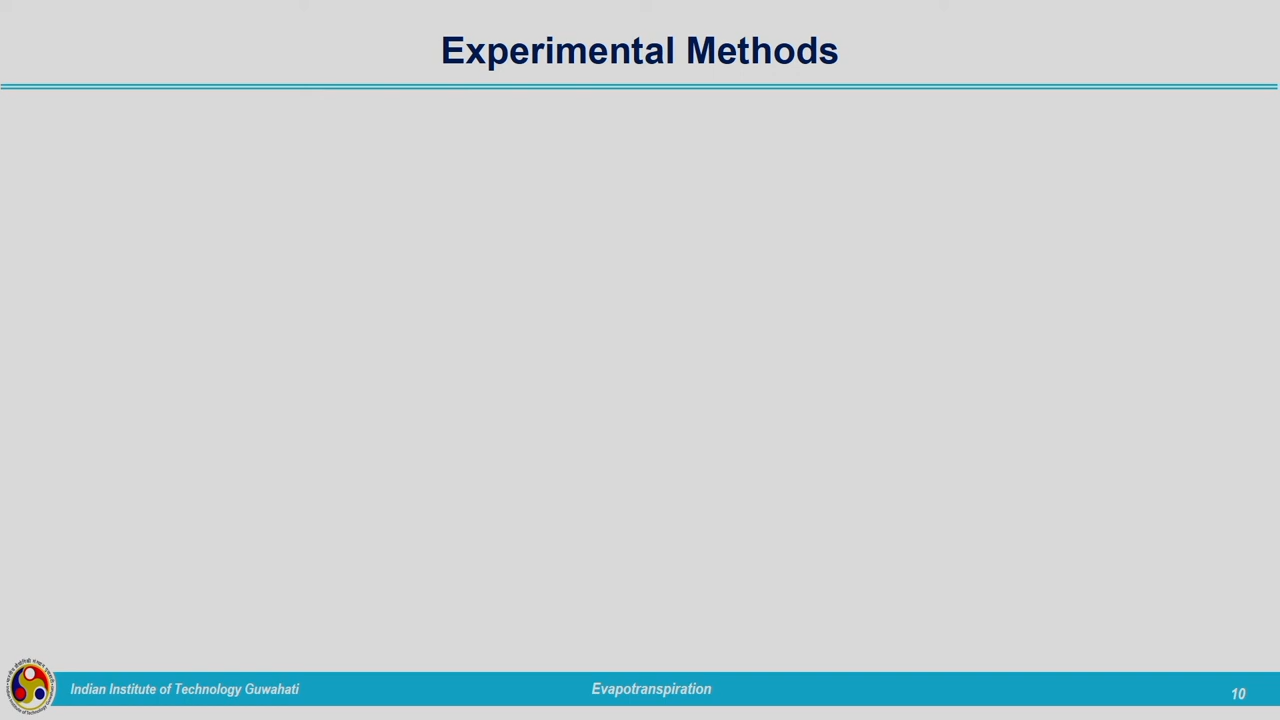 Experimental Methods
Indian Institute of Technology Guwahati
Evapotranspiration
10